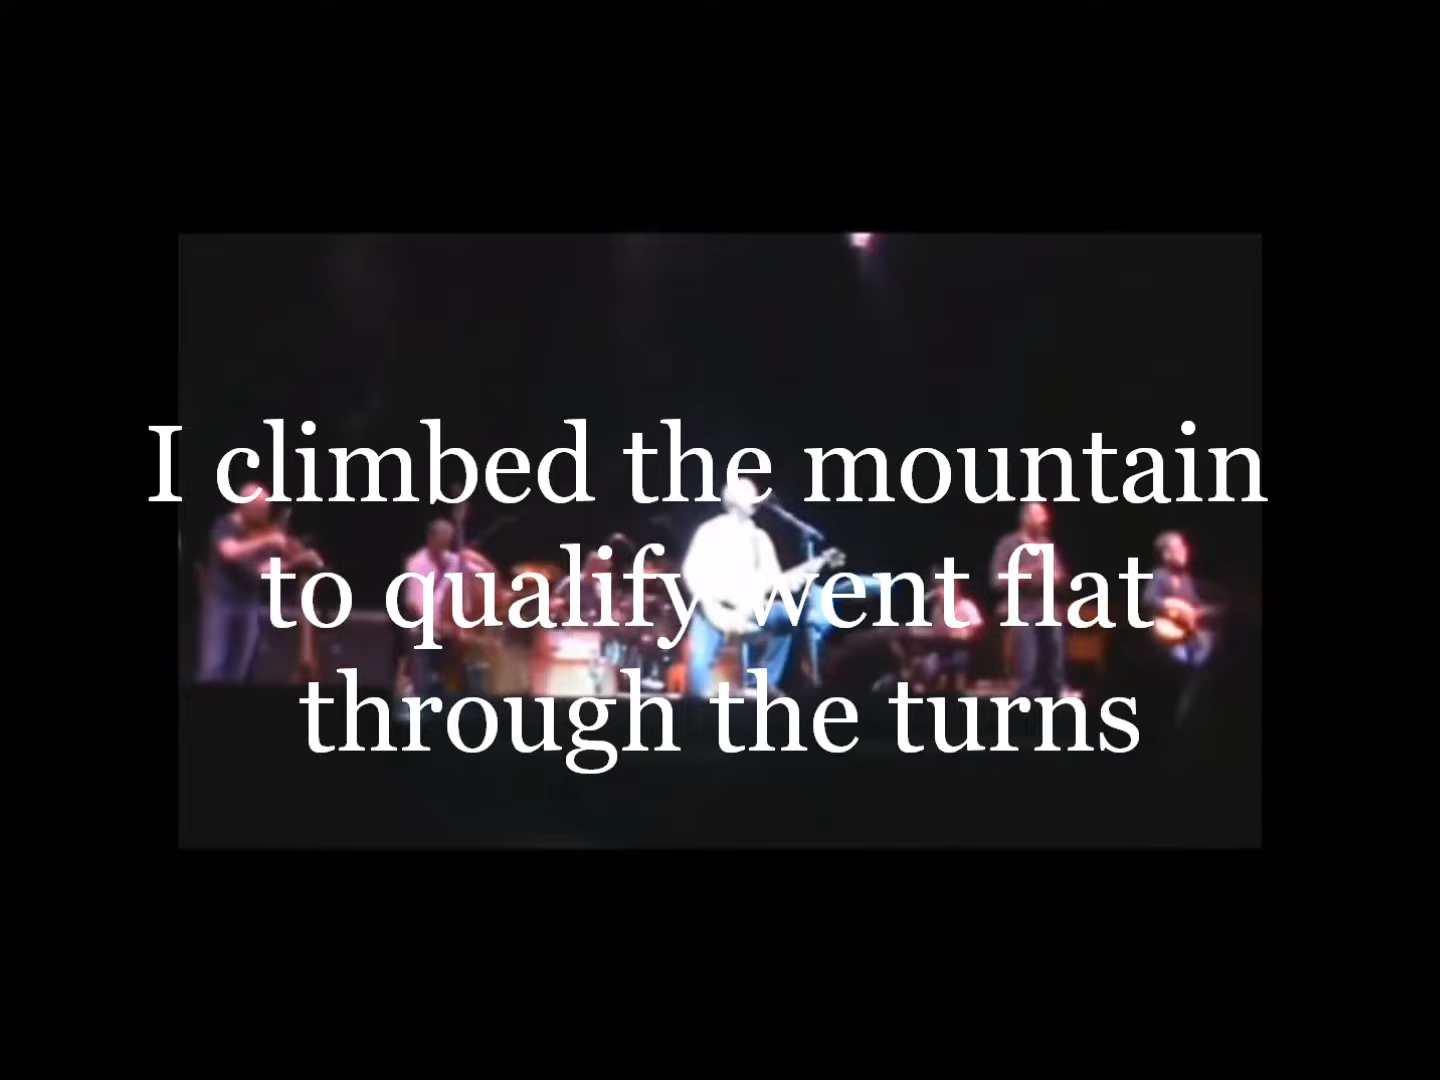 I climbed the mountain
to qualify went flat
through the turns